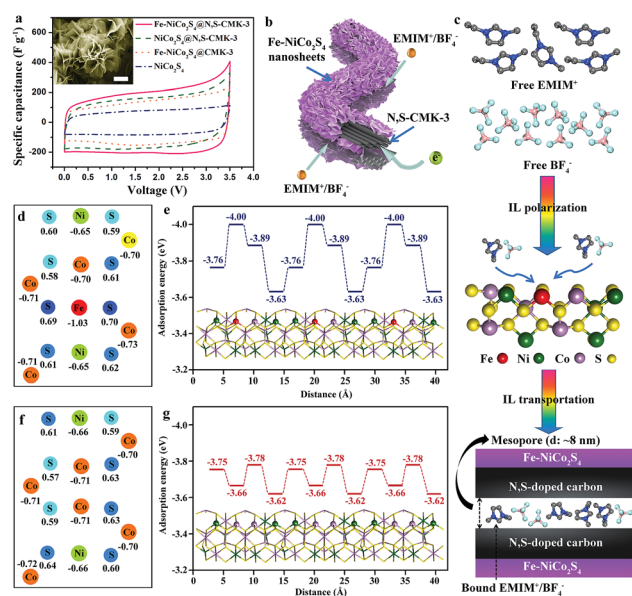 a
Specific capacitance (F g⁻¹)
600
400
200
0
-200
Fe-NiCo₂S₄@N,S-CMK-3
NiCo₂S₄@N,S-CMK-3
Fe-NiCo₂S₄@CMK-3
NiCo₂S₄
0.0 0.5 1.0 1.5 2.0 2.5 3.0 3.5 4.0
Voltage (V)
b
EMIM⁺/BF₄⁻
Fe-NiCo₂S₄
nanosheets
N,S-CMK-3
e⁻
EMIM⁺/BF₄⁻
c
Free EMIM⁺
Free BF₄⁻
IL polarization
Fe Ni Co S
IL transportation
Mesopore (d: ~8 nm)
Fe-NiCo₂S₄
N,S-doped carbon
N,S-doped carbon
Fe-NiCo₂S₄
Bound EMIM⁺/BF₄⁻
d
S Ni S
0.60 -0.65 0.59
Co
-0.70
S Co S
0.58 -0.70 0.61
Co
-0.71
S Fe S
0.69 -1.03 0.70
Co
-0.73
S Ni S
-0.71 0.61 -0.65 0.62
Co
e
Adsorption energy (eV)
-4.2
-4.0
-3.8
-3.6
-3.4
-3.2
-4.00 -4.00 -4.00
-3.89 -3.89 -3.89
-3.76 -3.76 -3.76
-3.63 -3.63 -3.63
0 5 10 15 20 25 30 35 40
Distance (Å)
f
S Ni S
0.61 -0.66 0.59
Co
-0.70
S Co S
0.57 -0.71 0.63
Co
-0.71
S Co S
0.59 -0.71 0.63
Co
-0.70
S Ni S
-0.72 0.64 -0.66 0.60
Co
g
Adsorption energy (eV)
-4.2
-4.0
-3.8
-3.6
-3.4
-3.2
-3.75 -3.78 -3.75 -3.78 -3.75 -3.78
-3.66 -3.62 -3.66 -3.62 -3.66 -3.62
0 5 10 15 20 25 30 35 40
Distance (Å)